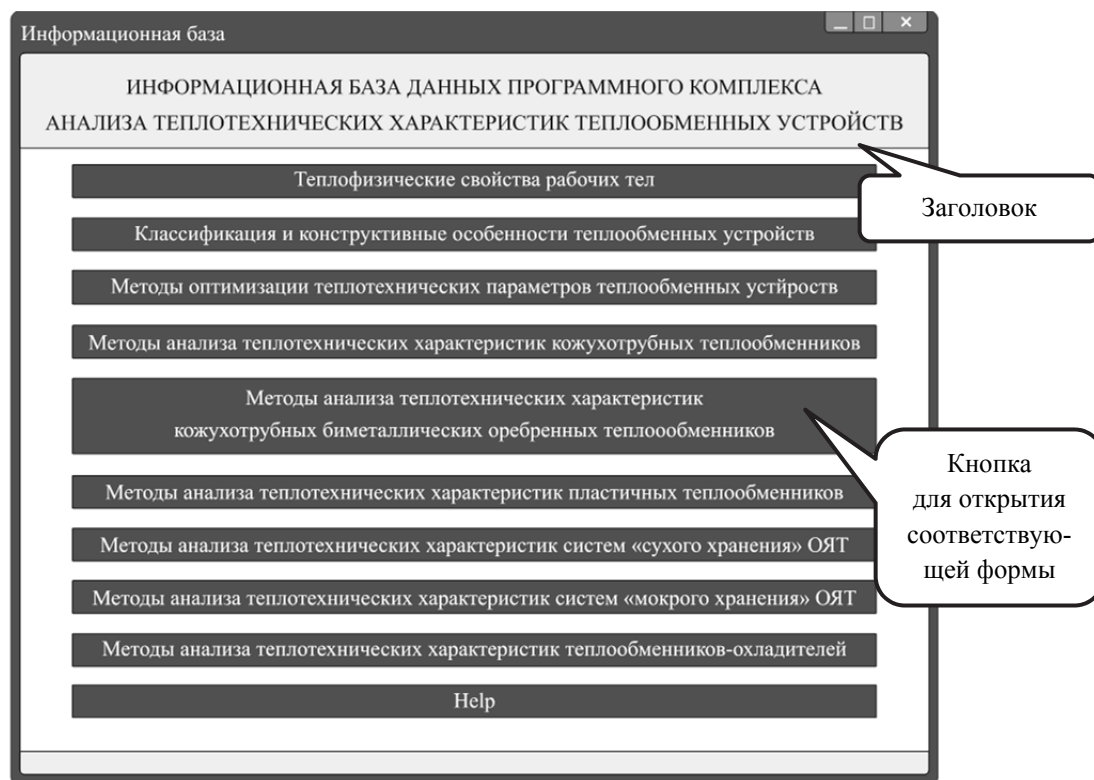 Информационная база
ИНФОРМАЦИОННАЯ БАЗА ДАННЫХ ПРОГРАММНОГО КОМПЛЕКСА
АНАЛИЗА ТЕПЛОТЕХНИЧЕСКИХ ХАРАКТЕРИСТИК ТЕПЛООБМЕННЫХ УСТРОЙСТВ
Теплофизические свойства рабочих тел
Заголовок
Классификация и конструктивные особенности теплообменных устройств
Методы оптимизации теплотехнических параметров теплообменных устйроств
Методы анализа теплотехнических характеристик кожухотрубных теплообменников
Методы анализа теплотехнических характеристик
кожухотрубных биметаллических оребренных теплоообменников
Кнопка
для открытия
соответствую-
щей формы
Методы анализа теплотехнических характеристик пластичных теплообменников
Методы анализа теплотехнических характеристик систем «сухого хранения» ОЯТ
Методы анализа теплотехнических характеристик систем «мокрого хранения» ОЯТ
Методы анализа теплотехнических характеристик теплообменников-охладителей
Help